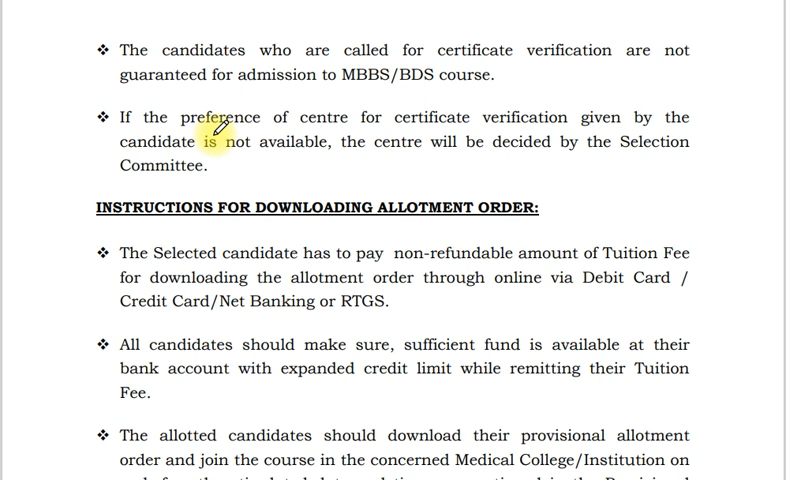 ❖ The candidates who are called for certificate verification are not
guaranteed for admission to MBBS/BDS course.
❖ If the preference of centre for certificate verification given by the
candidate is not available, the centre will be decided by the Selection
Committee.
INSTRUCTIONS FOR DOWNLOADING ALLOTMENT ORDER:
❖ The Selected candidate has to pay non-refundable amount of Tuition Fee
for downloading the allotment order through online via Debit Card /
Credit Card/Net Banking or RTGS.
❖ All candidates should make sure, sufficient fund is available at their
bank account with expanded credit limit while remitting their Tuition
Fee.
❖ The allotted candidates should download their provisional allotment
order and join the course in the concerned Medical College/Institution on